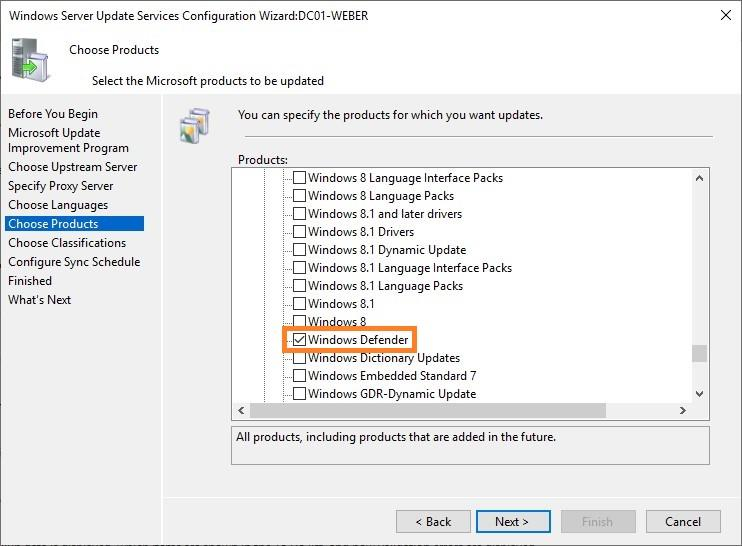 Windows Server Update Services Configuration Wizard:DC01-WEBER
Choose Products
Select the Microsoft products to be updated
Before You Begin
Microsoft Update
Improvement Program
Choose Upstream Server
Specify Proxy Server
Choose Languages
Choose Products
Choose Classifications
Configure Sync Schedule
Finished
What's Next
You can specify the products for which you want updates.
Products:
Windows 8 Language Interface Packs
Windows 8 Language Packs
Windows 8.1 and later drivers
Windows 8.1 Drivers
Windows 8.1 Dynamic Update
Windows 8.1 Language Interface Packs
Windows 8.1 Language Packs
Windows 8.1
Windows 8
Windows Defender
Windows Dictionary Updates
Windows Embedded Standard 7
Windows GDR-Dynamic Update
All products, including products that are added in the future.
< Back
Next >
Finish
Cancel